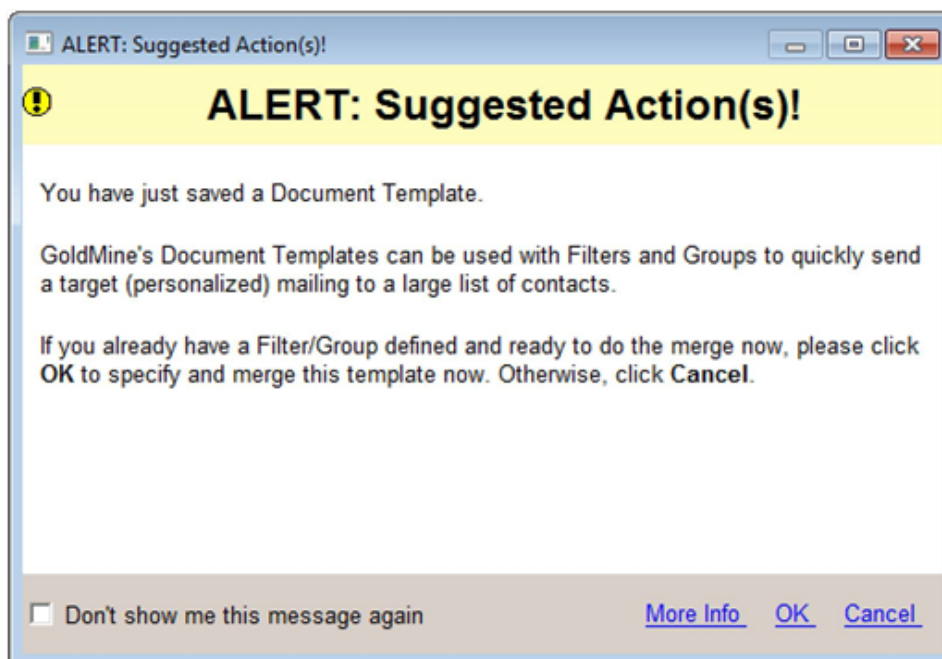 ALERT: Suggested Action(s)!
ALERT: Suggested Action(s)!
You have just saved a Document Template.
GoldMine's Document Templates can be used with Filters and Groups to quickly send
a target (personalized) mailing to a large list of contacts.
If you already have a Filter/Group defined and ready to do the merge now, please click
OK to specify and merge this template now. Otherwise, click Cancel.
Don't show me this message again
More Info OK Cancel